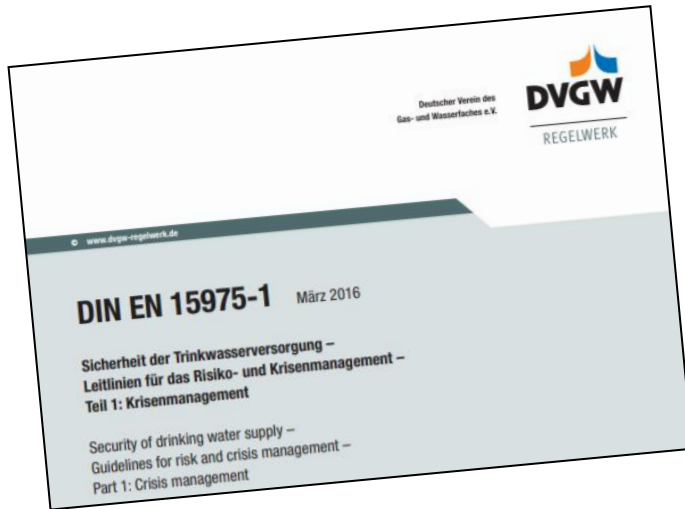 Deutscher Verein des
Gas- und Wasserfaches e.V.
DVGW
REGELWERK
© www.dvgw-regelwerk.de
DIN EN 15975-1 März 2016
Sicherheit der Trinkwasserversorgung –
Leitlinien für das Risiko- und Krisenmanagement –
Teil 1: Krisenmanagement
Security of drinking water supply –
Guidelines for risk and crisis management –
Part 1: Crisis management